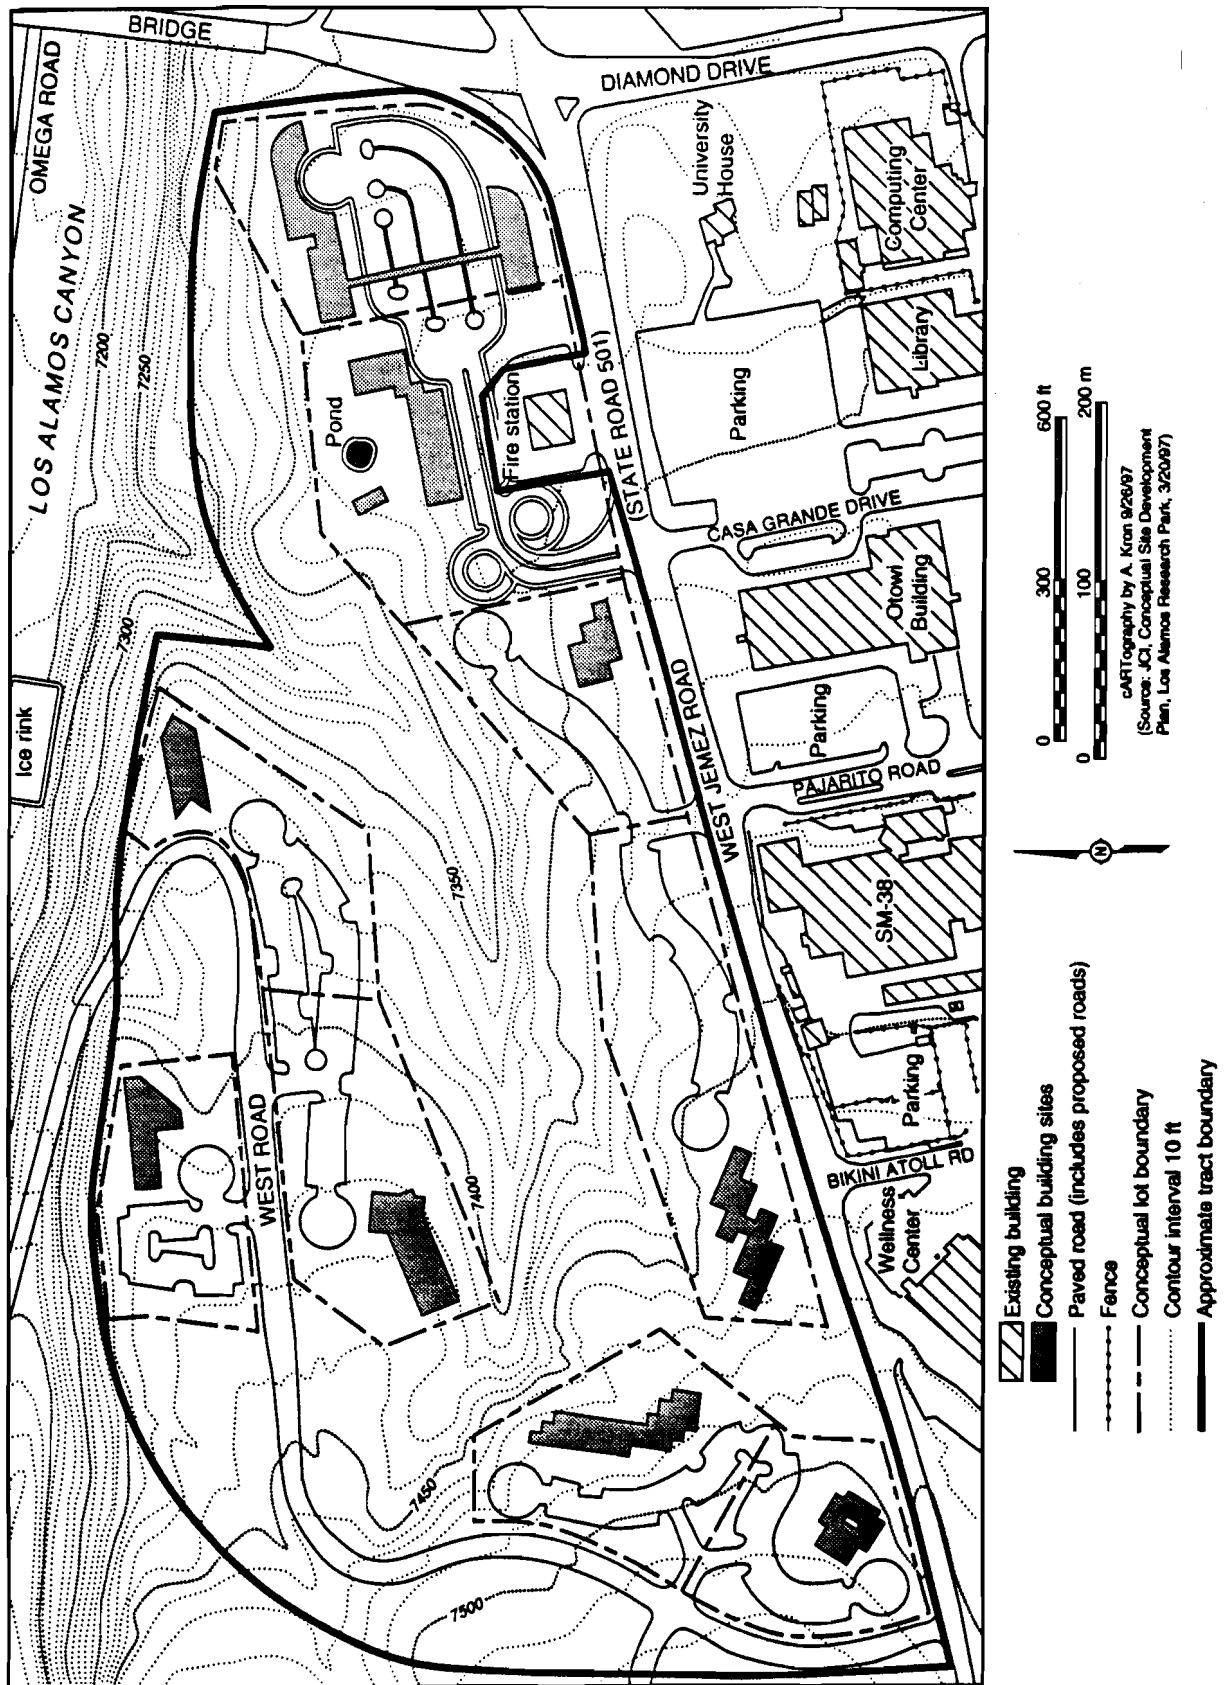 BRIDGE
OMEGA ROAD
LOS ALAMOS CANYON
DIAMOND DRIVE
University
House
Computing
Center
Library
Parking
Fire station
Pond
(STATE ROAD 501)
CASA GRANDE DRIVE
Otowi
Building
Ice rink
7200
7250
7300
7350
7400
7450
7500
WEST JEMEZ ROAD
Parking
PAJARITO ROAD
SM-38
Parking
BIKINI ATOLL RD
Wellness
Center
WEST ROAD
Existing building
Conceptual building sites
Paved road (includes proposed roads)
Fence
Conceptual lot boundary
Contour interval 10 ft
Approximate tract boundary
N
0 300 600 ft
0 100 200 m
cARTography by A. Kron 9/26/97
(Source: JCI, Conceptual Site Development
Plan, Los Alamos Research Park, 3/20/97)